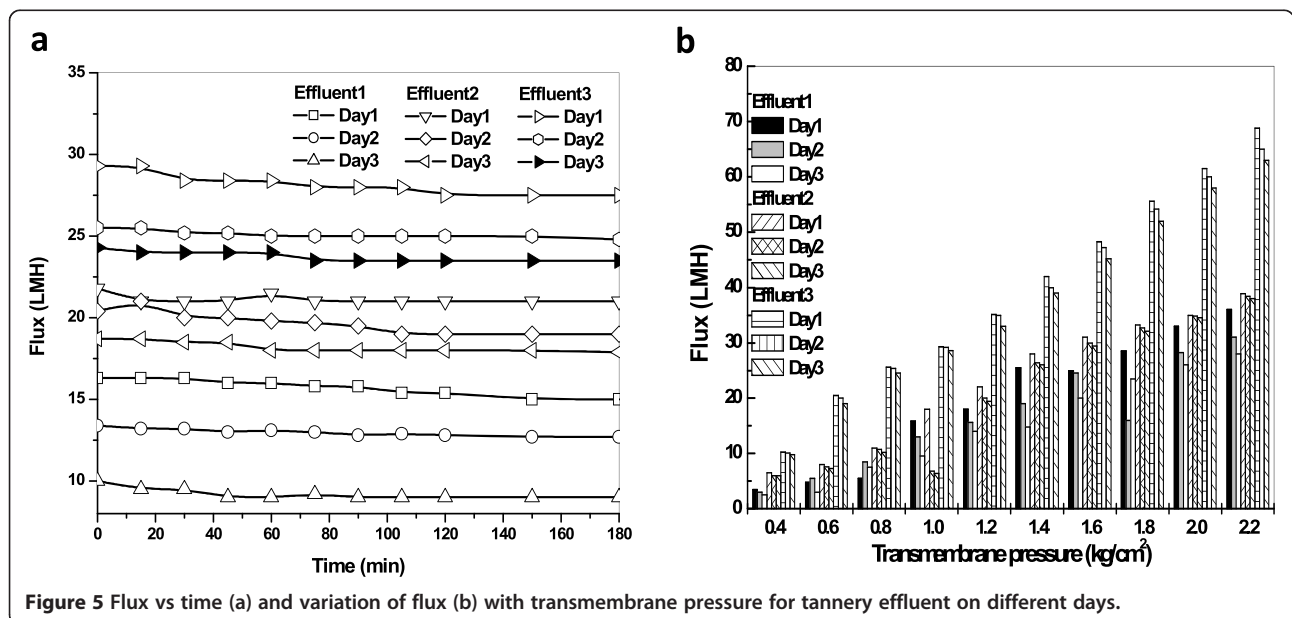 a
35
30
25
20
15
10
Flux (LMH)
0 20 40 60 80 100 120 140 160 180
Time (min)
Effluent1 Effluent2 Effluent3
Day1 Day1 Day1
Day2 Day2 Day2
Day3 Day3 Day3
b
80
70
60
50
40
30
20
10
0
Flux (LMH)
Effluent1
Day1
Day2
Day3
Effluent2
Day1
Day2
Day3
Effluent3
Day1
Day2
Day3
0.4 0.6 0.8 1.0 1.2 1.4 1.6 1.8 2.0 2.2
Transmembrane pressure (kg/cm²)
Figure 5 Flux vs time (a) and variation of flux (b) with transmembrane pressure for tannery effluent on different days.